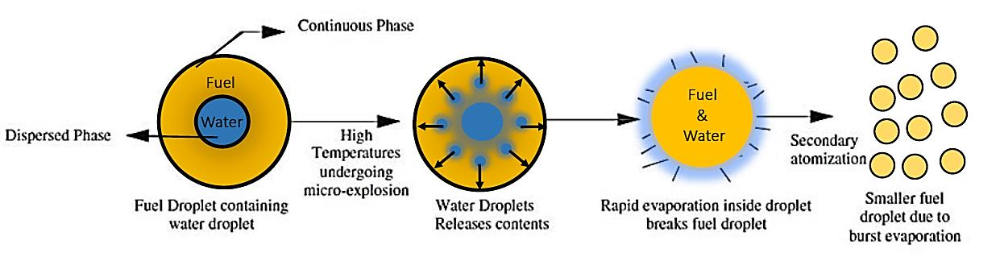 Continuous Phase
Fuel
Water
Dispersed Phase
Fuel Droplet containing
water droplet
High
Temperatures
undergoing
micro-explosion
Water Droplets
Releases contents
Fuel
&
Water
Rapid evaporation inside droplet
breaks fuel droplet
Secondary
atomization
Smaller fuel
droplet due to
burst evaporation